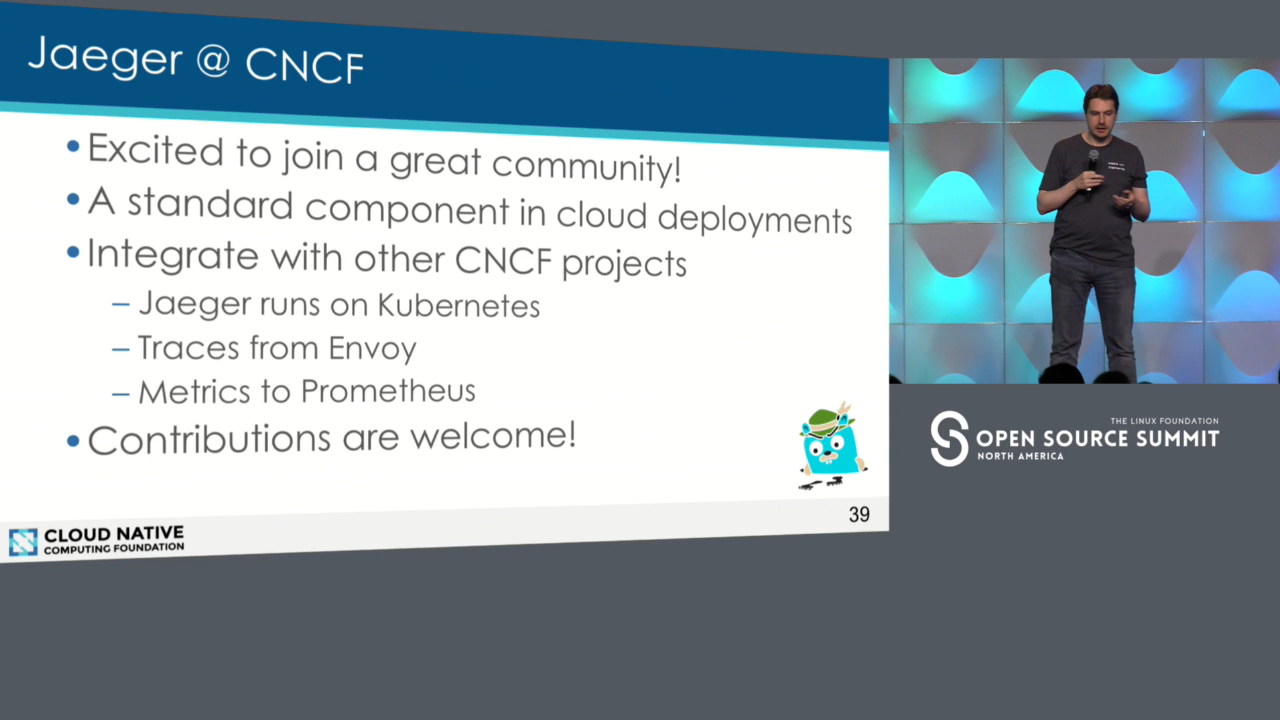 Jaeger @ CNCF
•Excited to join a great community!
•A standard component in cloud deployments
•Integrate with other CNCF projects
– Jaeger runs on Kubernetes
– Traces from Envoy
– Metrics to Prometheus
•Contributions are welcome!
39
CLOUD NATIVE
COMPUTING FOUNDATION
THE LINUX FOUNDATION
OPEN SOURCE SUMMIT
NORTH AMERICA